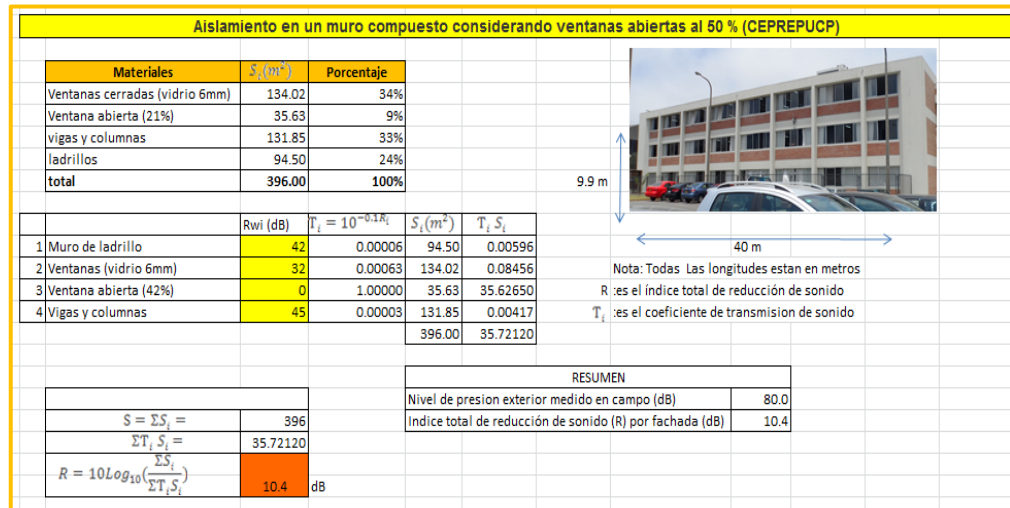 Aislamiento en un muro compuesto considerando ventanas abiertas al 50 % (CEPREPUCP)
Materiales Sᵢ(m²) Porcentaje
Ventanas cerradas (vidrio 6mm) 134.02 34%
Ventana abierta (21%) 35.63 9%
vigas y columnas 131.85 33%
ladrillos 94.50 24%
total 396.00 100%
9.9 m
40 m
Rwi (dB) Tᵢ = 10^(-0.1Rᵢ) Sᵢ(m²) Tᵢ Sᵢ
1 Muro de ladrillo 42 0.00006 94.50 0.00596
2 Ventanas (vidrio 6mm) 32 0.00063 134.02 0.08456
3 Ventana abierta (42%) 0 1.00000 35.63 35.62650
4 Vigas y columnas 45 0.00003 131.85 0.00417
396.00 35.72120
Nota: Todas Las longitudes estan en metros
R :es el índice total de reducción de sonido
Tᵢ :es el coeficiente de transmision de sonido
RESUMEN
Nivel de presion exterior medido en campo (dB) 80.0
Indice total de reducción de sonido (R) por fachada (dB) 10.4
S = ΣSᵢ = 396
ΣTᵢ Sᵢ = 35.72120
R = 10Log₁₀(ΣSᵢ/ΣTᵢSᵢ) 10.4 dB